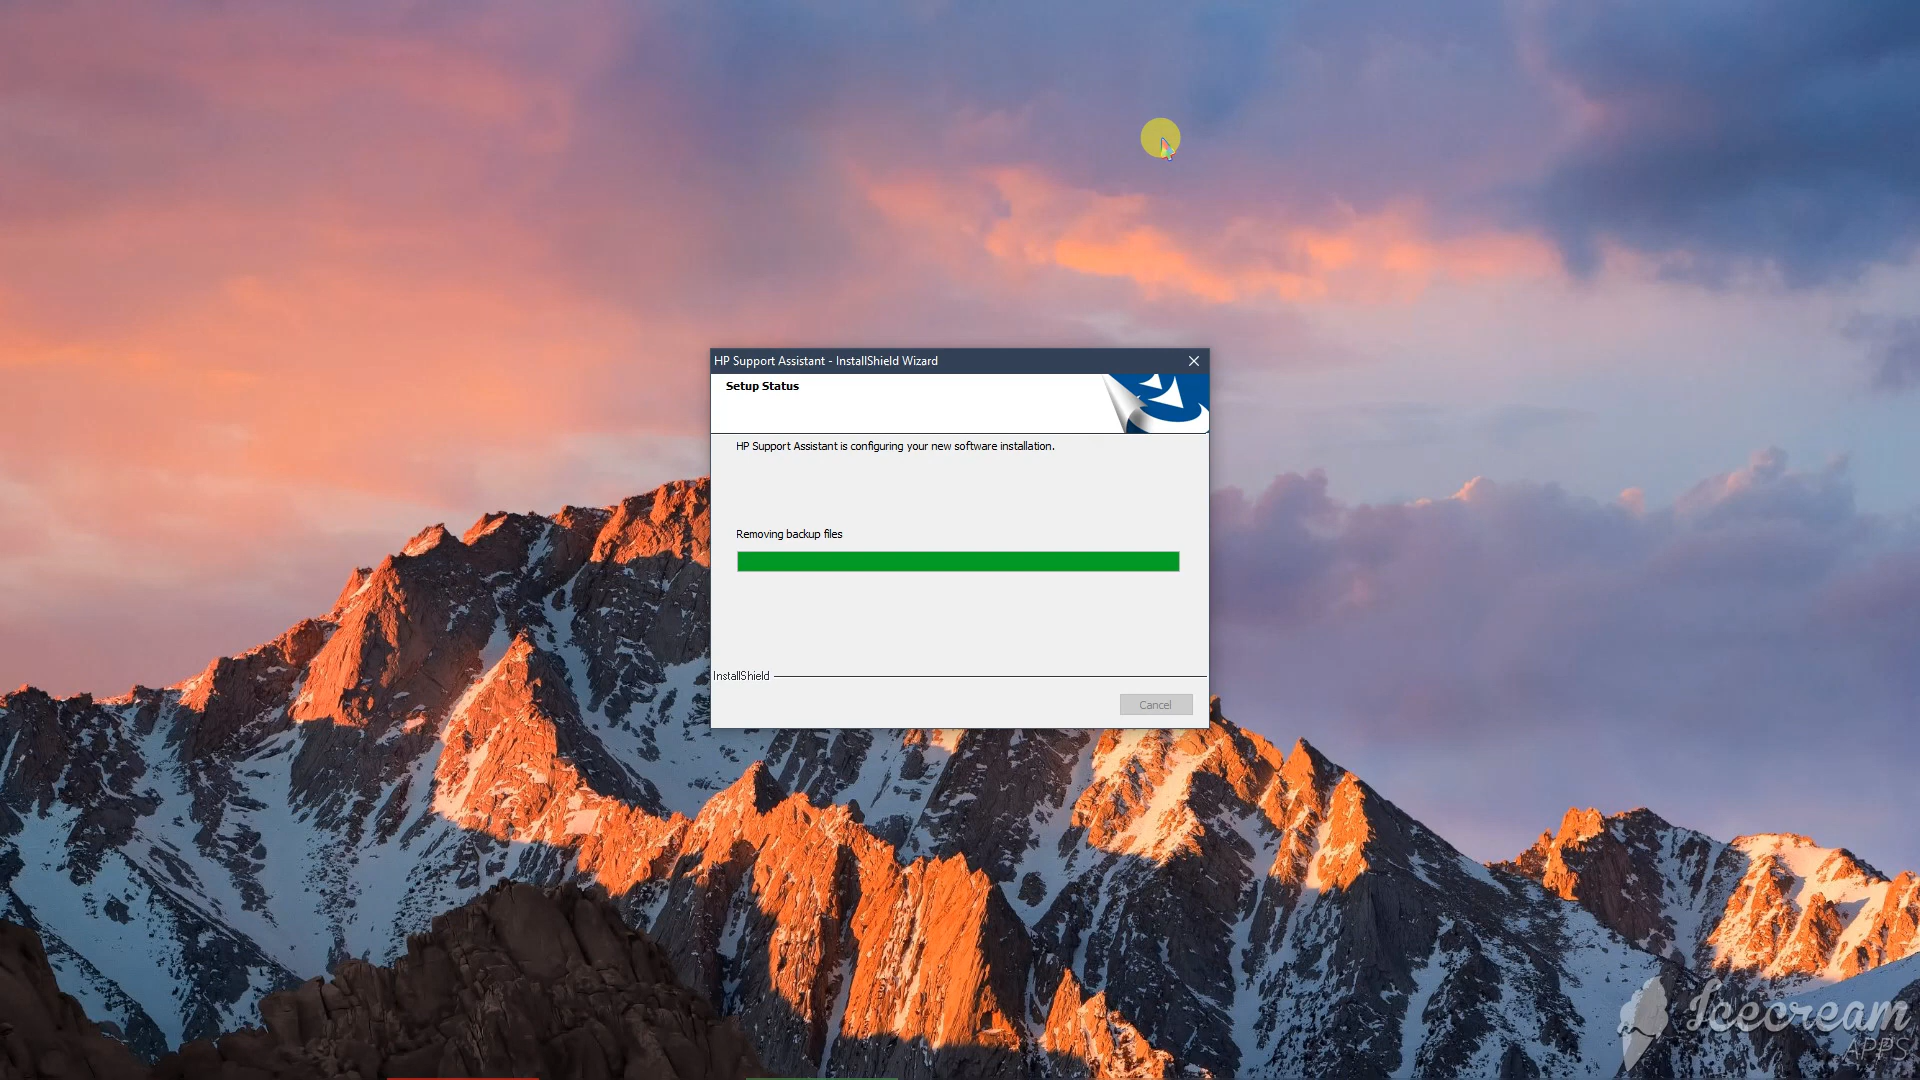 HP Support Assistant - InstallShield Wizard
Setup Status
HP Support Assistant is configuring your new software installation.
Removing backup files
InstallShield
Cancel
Icecream
APPS